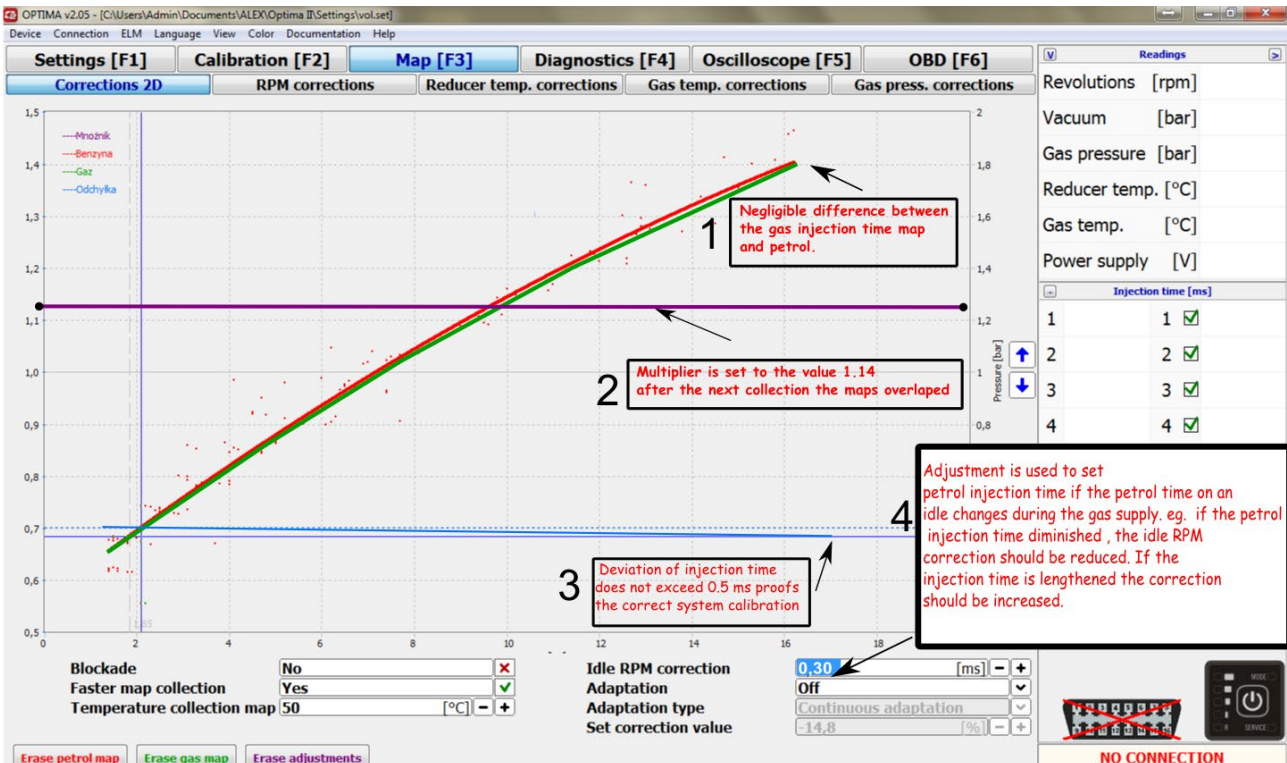 OPTIMA v2.05 - [C:\Users\Admin\Documents\ALEX\Optima II\Settings\vol.set]
Device Connection ELM Language View Color Documentation Help
Settings [F1] Calibration [F2] Map [F3] Diagnostics [F4] Oscilloscope [F5] OBD [F6]
Corrections 2D RPM corrections Reducer temp. corrections Gas temp. corrections Gas press. corrections
V Readings
Revolutions [rpm]
Vacuum [bar]
Gas pressure [bar]
Reducer temp. [°C]
Gas temp. [°C]
Power supply [V]
Injection time [ms]
1 1
2 2
3 3
4 4
----Mnożnik
----Benzyna
----Gaz
----Odchyłka
1,5
1,4
1,3
1,2
1,1
1,0
0,9
0,8
0,7
0,6
0,5
2
1,8
1,6
1,4
1,2
1
0,8
Pressure [bar]
0 2 4 6 8 10 12 14 16 18
1
Negligible difference between
the gas injection time map
and petrol.
2
Multiplier is set to the value 1.14
after the next collection the maps overlaped
3
Deviation of injection time
does not exceed 0.5 ms proofs
the correct system calibration
4
Adjustment is used to set
petrol injection time if the petrol time on an
idle changes during the gas supply. eg. if the petrol
injection time diminished , the idle RPM
correction should be reduced. If the
injection time is lengthened the correction
should be increased.
Blockade No
Faster map collection Yes
Temperature collection map 50 [°C] - +
Idle RPM correction 0,30 [ms] - +
Adaptation Off
Adaptation type Continuous adaptation
Set correction value -14,8 [%] - +
Erase petrol map Erase gas map Erase adjustments
MODE
SERVICE
NO CONNECTION